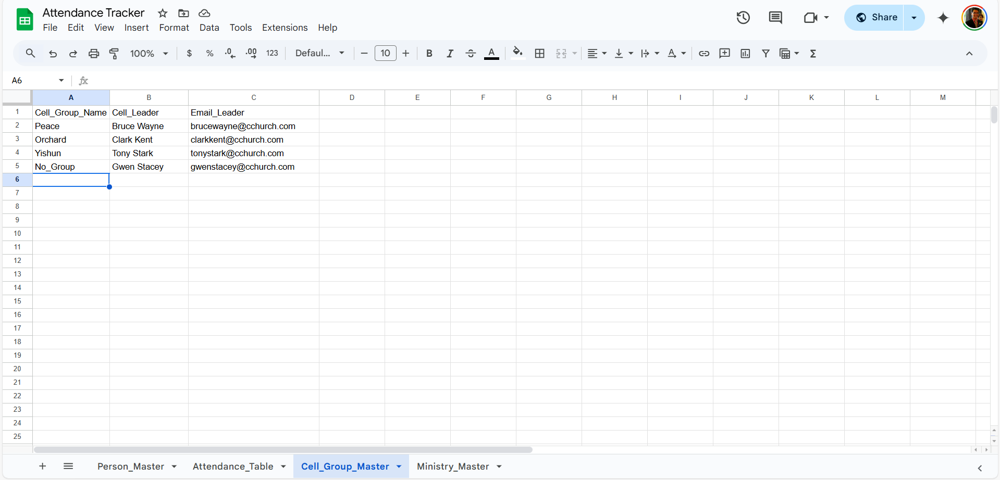 Attendance Tracker
File Edit View Insert Format Data Tools Extensions Help
Share
100% $ % .0 .00 123 Defaul... 10 B I A Σ
A6 fx
A B C D E F G H I J K L M
1 Cell_Group_Name Cell_Leader Email_Leader
2 Peace Bruce Wayne brucewayne@cchurch.com
3 Orchard Clark Kent clarkkent@cchurch.com
4 Yishun Tony Stark tonystark@cchurch.com
5 No_Group Gwen Stacey gwenstacey@cchurch.com
6
7
8
9
10
11
12
13
14
15
16
17
18
19
20
21
22
23
24
25
Person_Master Attendance_Table Cell_Group_Master Ministry_Master